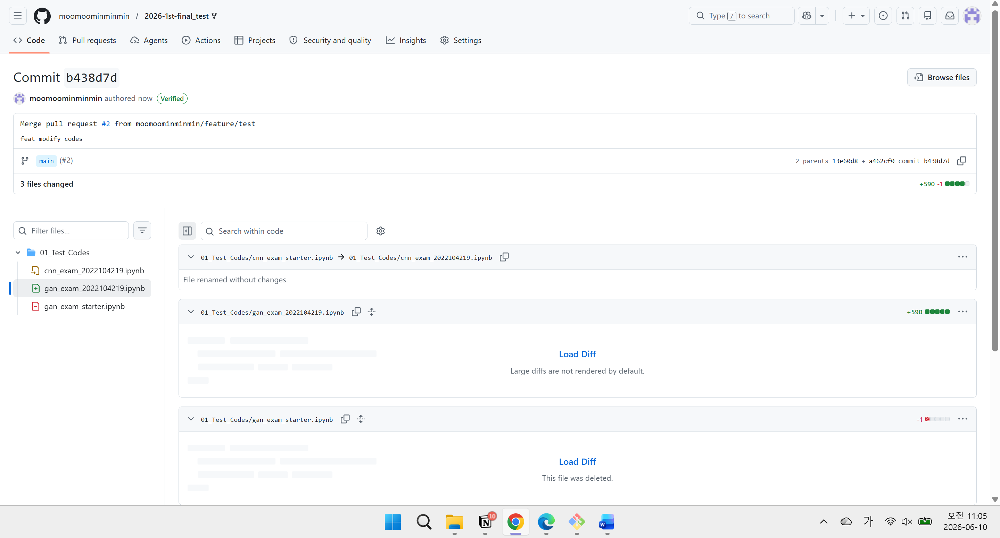 moomoominminmin / 2026-1st-final_test
Type / to search
Code
Pull requests
Agents
Actions
Projects
Security and quality
Insights
Settings
Commit b438d7d
Browse files
moomoominminmin authored now Verified
Merge pull request #2 from moomoominminmin/feature/test
feat modify codes
main (#2)
2 parents 13e60d8 + a462cf0 commit b438d7d
3 files changed
+590 -1
Filter files...
01_Test_Codes
cnn_exam_2022104219.ipynb
gan_exam_2022104219.ipynb
gan_exam_starter.ipynb
Search within code
01_Test_Codes/cnn_exam_starter.ipynb → 01_Test_Codes/cnn_exam_2022104219.ipynb
File renamed without changes.
01_Test_Codes/gan_exam_2022104219.ipynb
+590
Load Diff
Large diffs are not rendered by default.
01_Test_Codes/gan_exam_starter.ipynb
-1
Load Diff
This file was deleted.
10
N
W
가
오전 11:05
2026-06-10